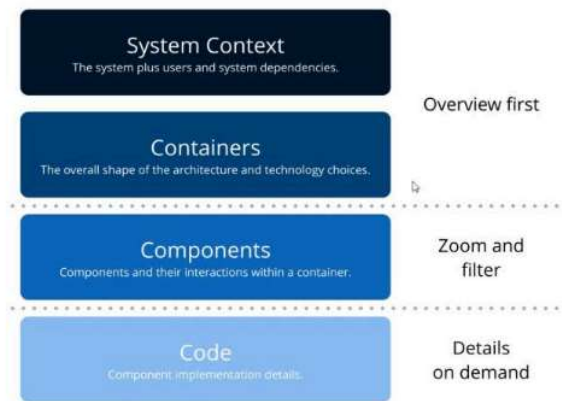 System Context
The system plus users and system dependencies.
Overview first
Containers
The overall shape of the architecture and technology choices.
Components
Components and their interactions within a container.
Zoom and
filter
Code
Component implementation details.
Details
on demand